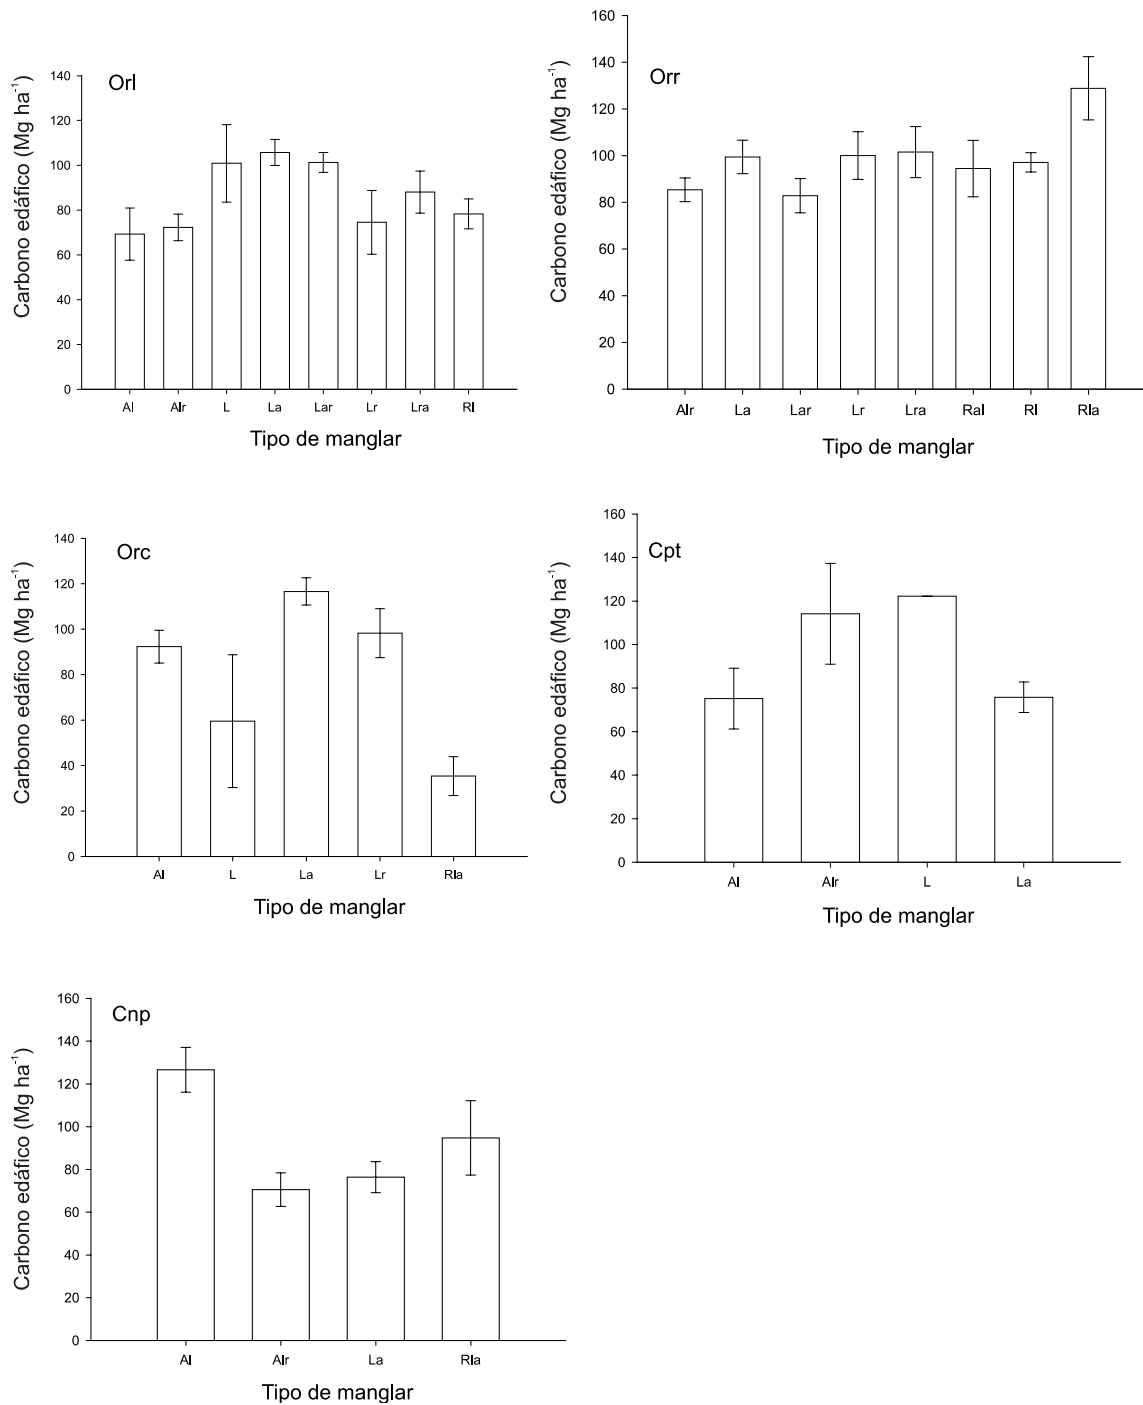 Orl
Carbono edáfico (Mg ha⁻¹)
140
120
100
80
60
40
20
0
Al Alr L La Lar Lr Lra Rl
Tipo de manglar
Orr
Carbono edáfico (Mg ha⁻¹)
160
140
120
100
80
60
40
20
0
Alr La Lar Lr Lra Ral Rl Rla
Tipo de manglar
Orc
Carbono edáfico (Mg ha⁻¹)
140
120
100
80
60
40
20
0
Al L La Lr Rla
Tipo de manglar
Cpt
Carbono edáfico (Mg ha⁻¹)
160
140
120
100
80
60
40
20
0
Al Alr L La
Tipo de manglar
Cnp
Carbono edáfico (Mg ha⁻¹)
160
140
120
100
80
60
40
20
0
Al Alr La Rla
Tipo de manglar